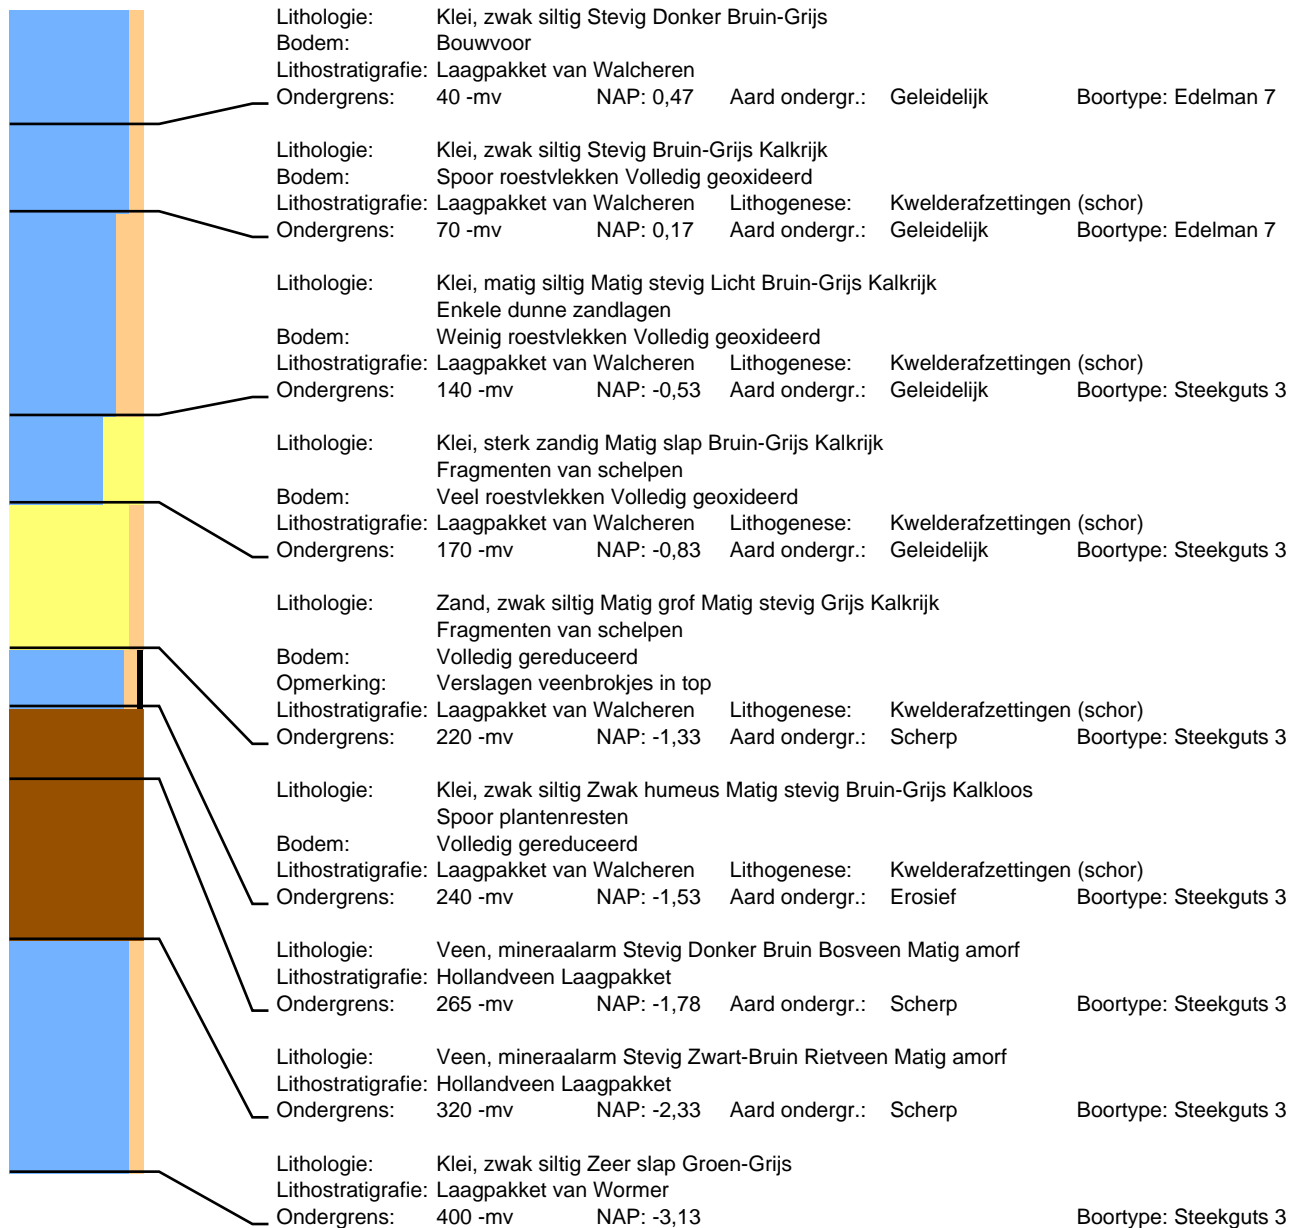 Lithologie: Klei, zwak siltig Stevig Donker Bruin-Grijs
Bodem: Bouwvoor
Lithostratigrafie: Laagpakket van Walcheren
Ondergrens: 40 -mv NAP: 0,47 Aard ondergr.: Geleidelijk Boortype: Edelman 7
Lithologie: Klei, zwak siltig Stevig Bruin-Grijs Kalkrijk
Bodem: Spoor roestvlekken Volledig geoxideerd
Lithostratigrafie: Laagpakket van Walcheren Lithogenese: Kwelderafzettingen (schor)
Ondergrens: 70 -mv NAP: 0,17 Aard ondergr.: Geleidelijk Boortype: Edelman 7
Lithologie: Klei, matig siltig Matig stevig Licht Bruin-Grijs Kalkrijk
Enkele dunne zandlagen
Bodem: Weinig roestvlekken Volledig geoxideerd
Lithostratigrafie: Laagpakket van Walcheren Lithogenese: Kwelderafzettingen (schor)
Ondergrens: 140 -mv NAP: -0,53 Aard ondergr.: Geleidelijk Boortype: Steekguts 3
Lithologie: Klei, sterk zandig Matig slap Bruin-Grijs Kalkrijk
Fragmenten van schelpen
Bodem: Veel roestvlekken Volledig geoxideerd
Lithostratigrafie: Laagpakket van Walcheren Lithogenese: Kwelderafzettingen (schor)
Ondergrens: 170 -mv NAP: -0,83 Aard ondergr.: Geleidelijk Boortype: Steekguts 3
Lithologie: Zand, zwak siltig Matig grof Matig stevig Grijs Kalkrijk
Fragmenten van schelpen
Bodem: Volledig gereduceerd
Opmerking: Verslagen veenbrokjes in top
Lithostratigrafie: Laagpakket van Walcheren Lithogenese: Kwelderafzettingen (schor)
Ondergrens: 220 -mv NAP: -1,33 Aard ondergr.: Scherp Boortype: Steekguts 3
Lithologie: Klei, zwak siltig Zwak humeus Matig stevig Bruin-Grijs Kalkloos
Spoor plantenresten
Bodem: Volledig gereduceerd
Lithostratigrafie: Laagpakket van Walcheren Lithogenese: Kwelderafzettingen (schor)
Ondergrens: 240 -mv NAP: -1,53 Aard ondergr.: Erosief Boortype: Steekguts 3
Lithologie: Veen, mineraalarm Stevig Donker Bruin Bosveen Matig amorf
Lithostratigrafie: Hollandveen Laagpakket
Ondergrens: 265 -mv NAP: -1,78 Aard ondergr.: Scherp Boortype: Steekguts 3
Lithologie: Veen, mineraalarm Stevig Zwart-Bruin Rietveen Matig amorf
Lithostratigrafie: Hollandveen Laagpakket
Ondergrens: 320 -mv NAP: -2,33 Aard ondergr.: Scherp Boortype: Steekguts 3
Lithologie: Klei, zwak siltig Zeer slap Groen-Grijs
Lithostratigrafie: Laagpakket van Wormer
Ondergrens: 400 -mv NAP: -3,13 Boortype: Steekguts 3